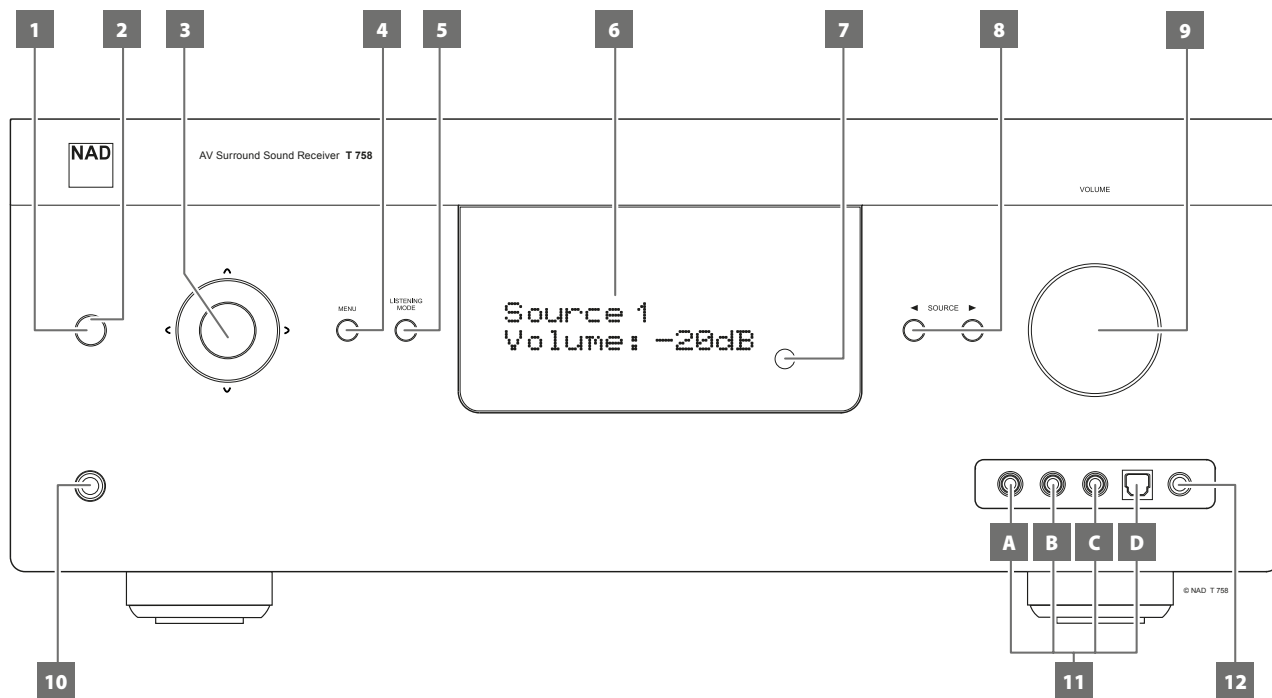 1 2 3 4 5 6 7 8 9
NAD
AV Surround Sound Receiver T 758
VOLUME
MENU
LISTENING
MODE
Source 1
Volume: -20dB
◄ SOURCE ►
A B C D
© NAD T 758
10 11 12